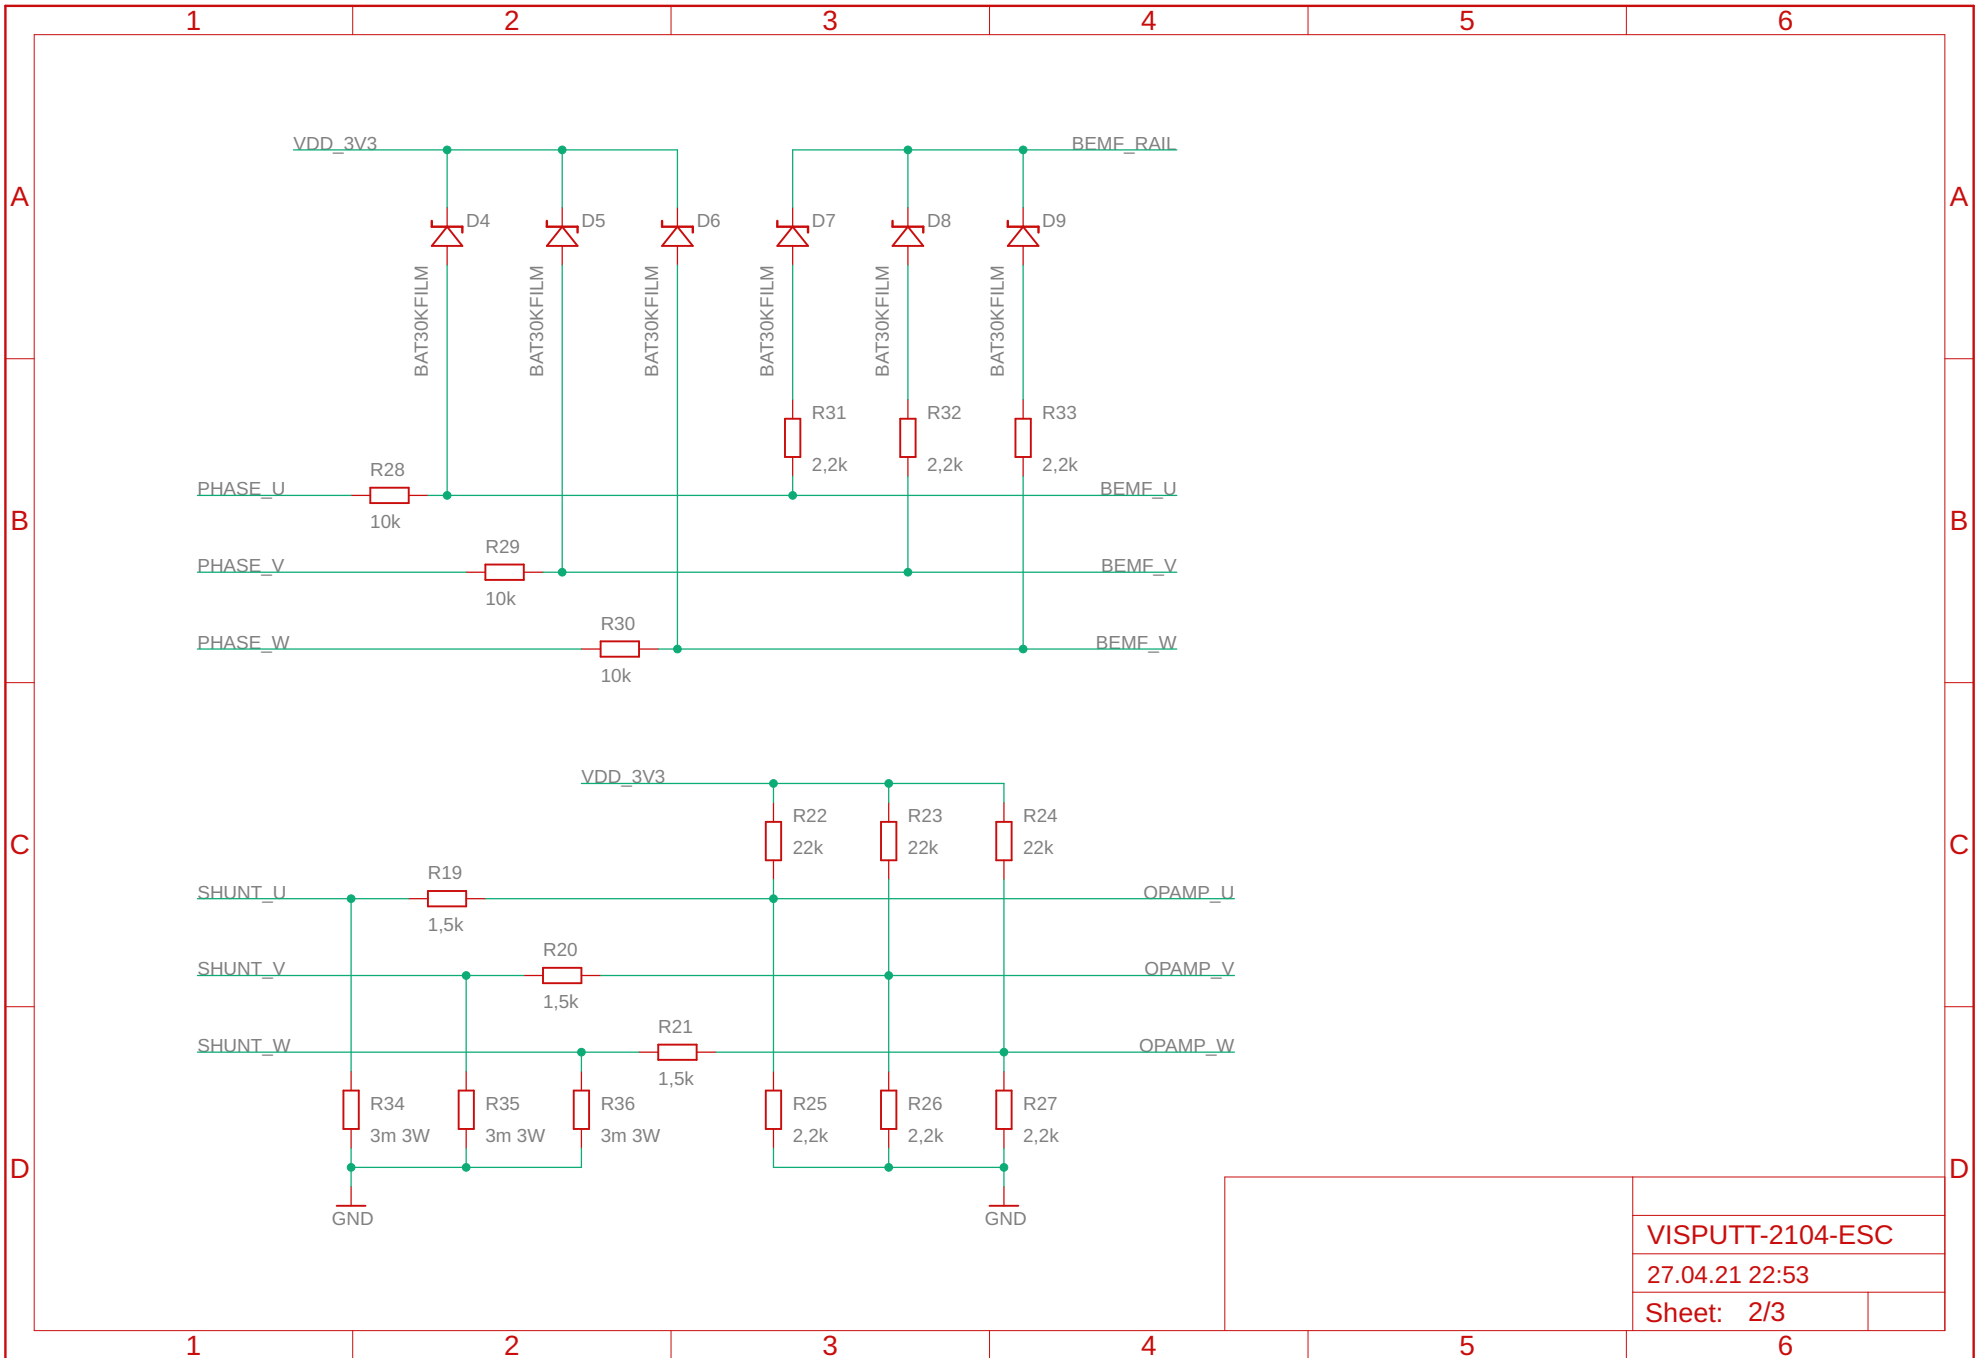 1 2 3 4 5 6
VDD_3V3 BEMF_RAIL
A A
D4 D5 D6 D7 D8 D9
BAT30KFILM BAT30KFILM BAT30KFILM BAT30KFILM BAT30KFILM BAT30KFILM
R31 R32 R33
2,2k 2,2k 2,2k
R28
PHASE_U BEMF_U
10k
B B
R29
PHASE_V BEMF_V
10k
R30
PHASE_W BEMF_W
10k
VDD_3V3
R22 R23 R24
22k 22k 22k
C C
R19
SHUNT_U OPAMP_U
1,5k
R20
SHUNT_V OPAMP_V
1,5k
R21
SHUNT_W OPAMP_W
1,5k
R34 R35 R36 R25 R26 R27
3m 3W 3m 3W 3m 3W 2,2k 2,2k 2,2k
D D
GND GND
VISPUTT-2104-ESC
27.04.21 22:53
Sheet: 2/3
1 2 3 4 5 6